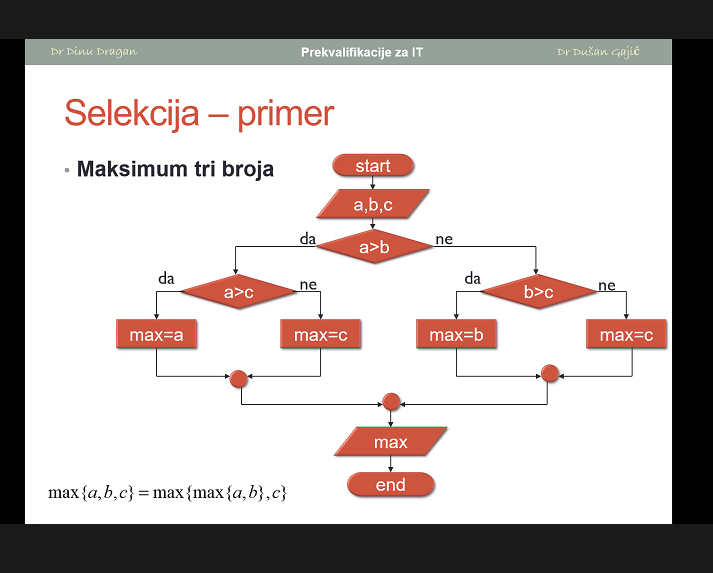 Dr Dinu Dragan
Prekvalifikacije za IT
Dr Dušan Gajić
Selekcija – primer
• Maksimum tri broja
start
a,b,c
da
a>b
ne
da
a>c
ne
da
b>c
ne
max=a
max=c
max=b
max=c
max
end
max{a,b,c} = max{max{a,b},c}